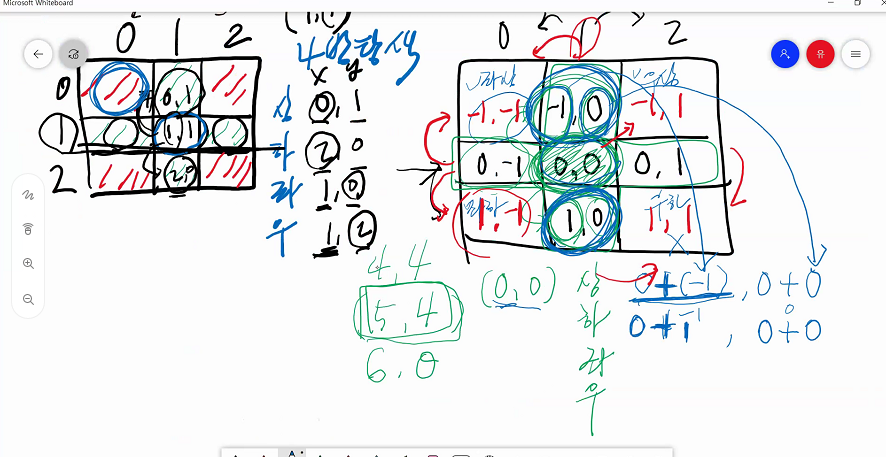 Microsoft Whiteboard
4방탐색
0 1 2
x y
0
0,1
상 0, 1
1
1,1
하 2, 0
2
2,0
좌 1, 0
우 1, 2
0 2
-1,-1 -1,0 -1,1
0,-1 0,0 0,1
1,-1 1,0 1,1
4,4
5,4
6,0
(0,0)
상 0+(-1), 0+0
하 0+1, 0+0
좌
우